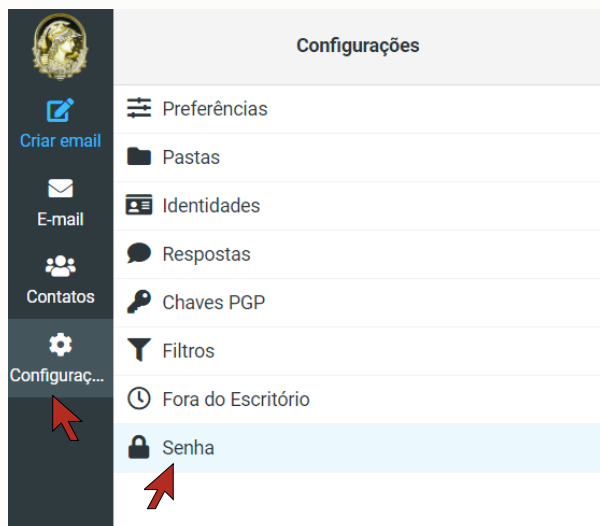 Configurações
Criar email
E-mail
Contatos
Configuraç...
Preferências
Pastas
Identidades
Respostas
Chaves PGP
Filtros
Fora do Escritório
Senha